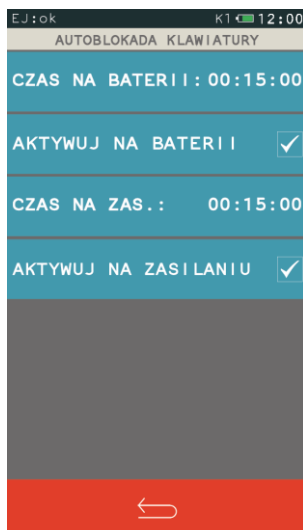 EJ:ok K1 12:00
AUTOBLOKADA KLAWIATURY
CZAS NA BATERII: 00:15:00
AKTYWUJ NA BATERII
CZAS NA ZAS.: 00:15:00
AKTYWUJ NA ZASILANIU